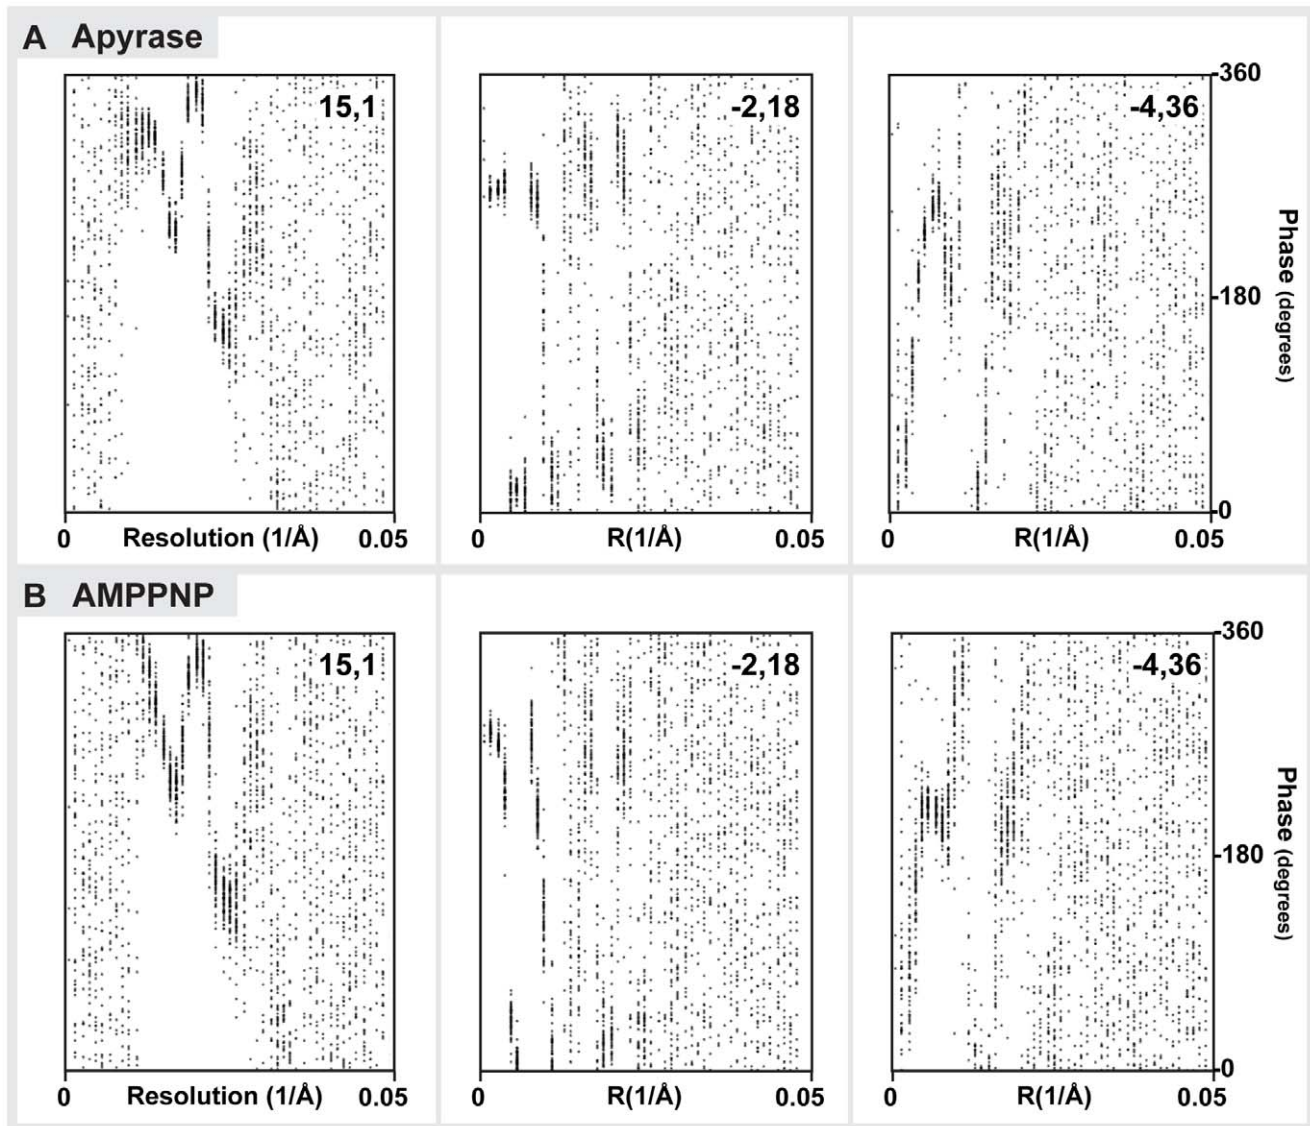 A Apyrase
15,1
-2,18
-4,36
-360
-180
-0
Phase (degrees)
0 Resolution (1/Å) 0.05
0 R(1/Å) 0.05
0 R(1/Å) 0.05
B AMPPNP
15,1
-2,18
-4,36
-360
-180
-0
Phase (degrees)
0 Resolution (1/Å) 0.05
0 R(1/Å) 0.05
0 R(1/Å) 0.05